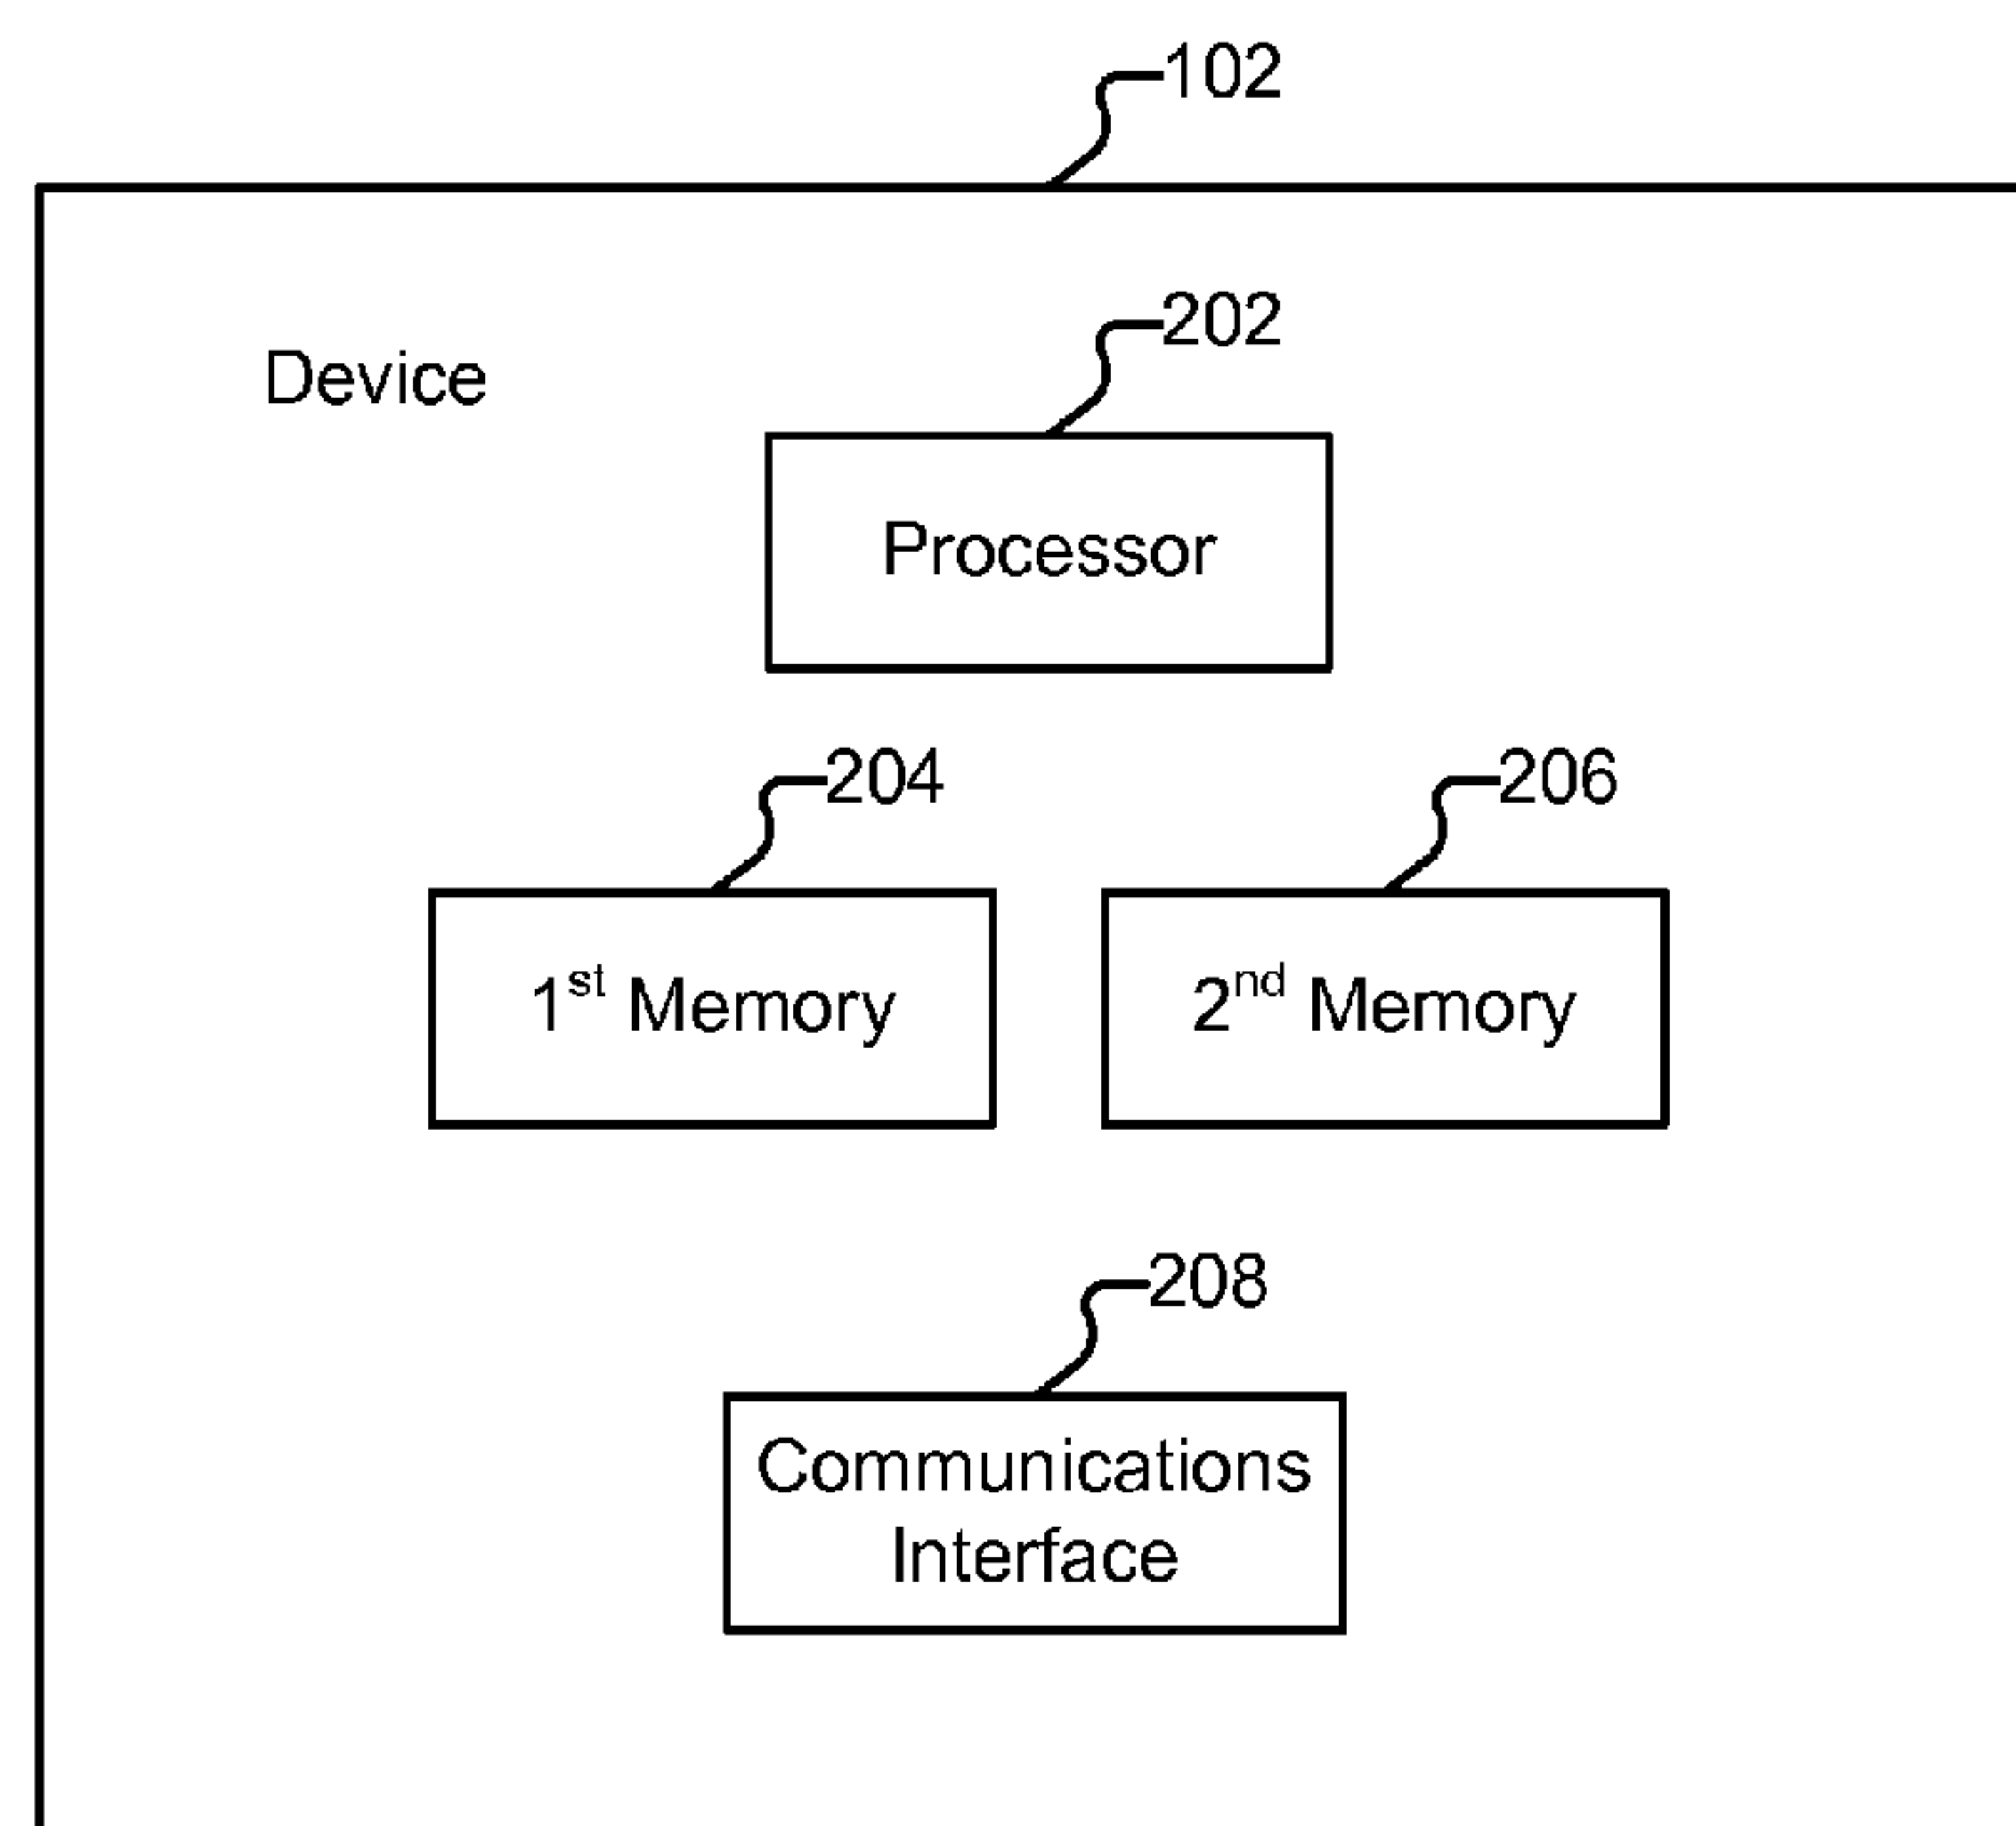 102
202
Device
Processor
204
206
1st Memory
2nd Memory
208
Communications
Interface